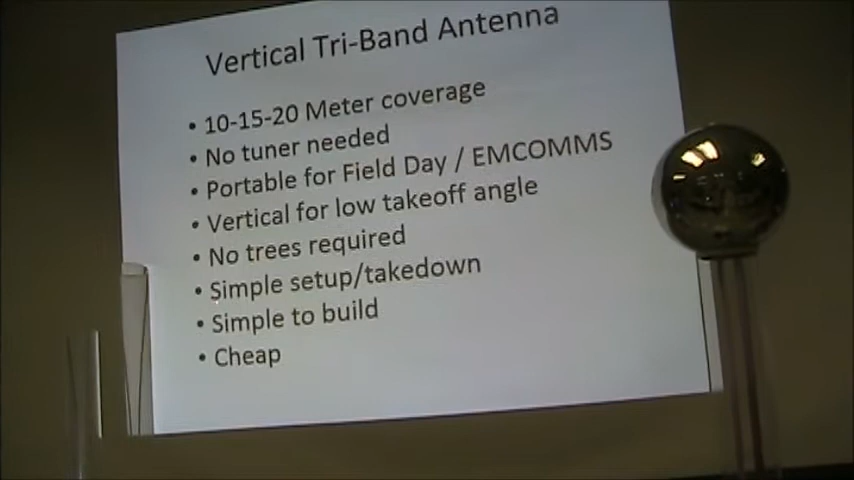 Vertical Tri-Band Antenna
• 10-15-20 Meter coverage
• No tuner needed
• Portable for Field Day / EMCOMMS
• Vertical for low takeoff angle
• No trees required
• Simple setup/takedown
• Simple to build
• Cheap